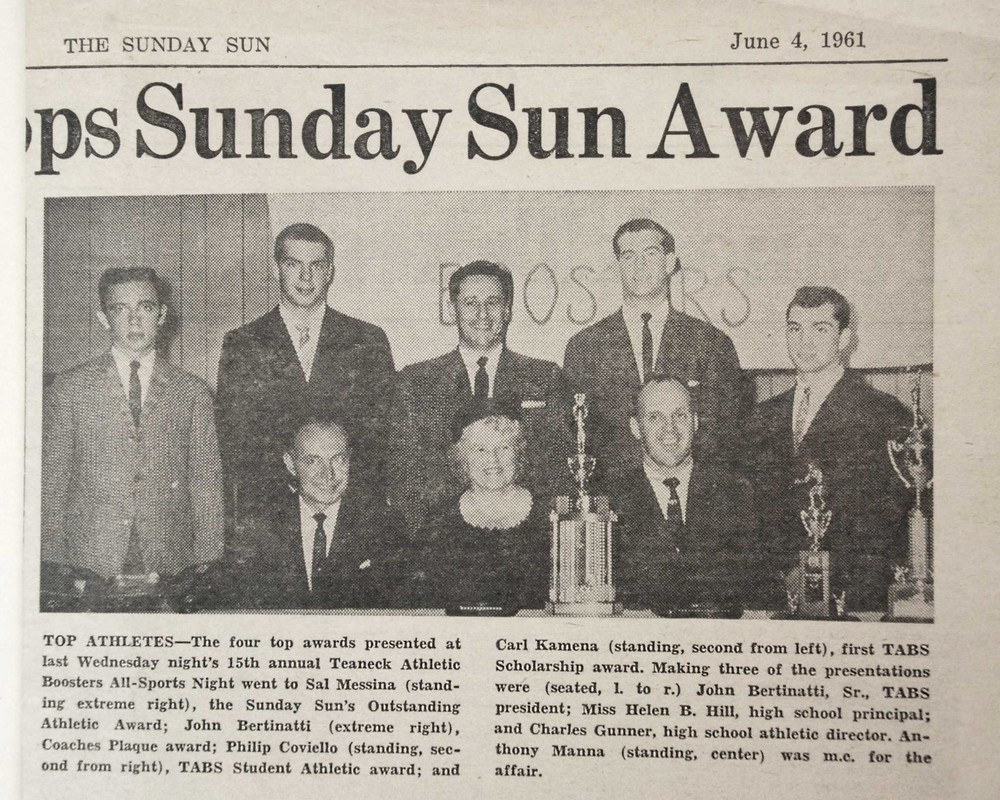 THE SUNDAY SUN
June 4, 1961
ops Sunday Sun Award
BOOSTERS
TOP ATHLETES—The four top awards presented at
last Wednesday night's 15th annual Teaneck Athletic
Boosters All-Sports Night went to Sal Messina (stand-
ing extreme right), the Sunday Sun's Outstanding
Athletic Award; John Bertinatti (extreme right),
Coaches Plaque award; Philip Coviello (standing, sec-
ond from right), TABS Student Athletic award; and
Carl Kamena (standing, second from left), first TABS
Scholarship award. Making three of the presentations
were (seated, l. to r.) John Bertinatti, Sr., TABS
president; Miss Helen B. Hill, high school principal;
and Charles Gunner, high school athletic director. An-
thony Manna (standing, center) was m.c. for the
affair.